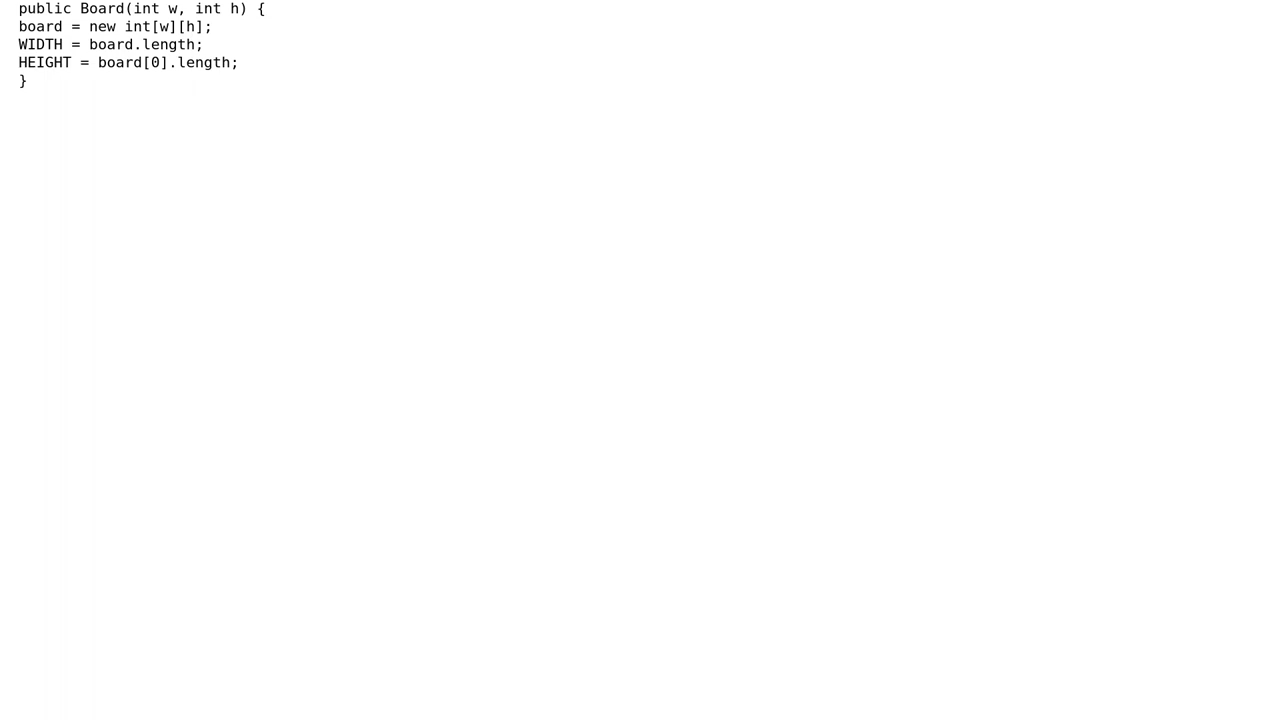 public Board(int w, int h) {
board = new int[w][h];
WIDTH = board.length;
HEIGHT = board[0].length;
}